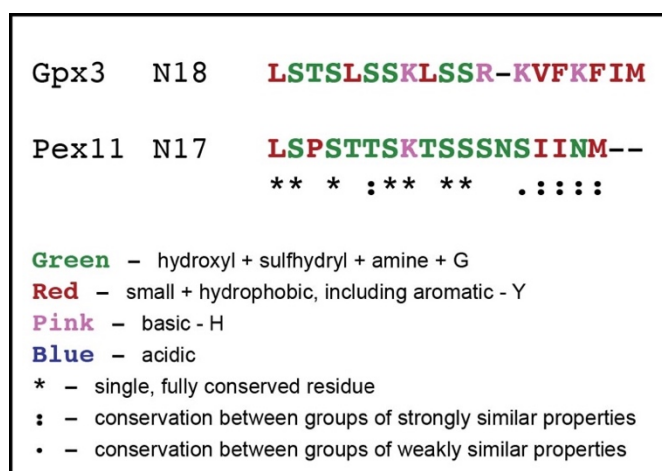 Gpx3 N18 LSTSLSSKLSSR-KVFKFIM
Pex11 N17 LSPSTTSKTSSSNSIINM--
** * :** **  .::::
Green – hydroxyl + sulfhydryl + amine + G
Red – small + hydrophobic, including aromatic - Y
Pink – basic - H
Blue – acidic
* – single, fully conserved residue
: – conservation between groups of strongly similar properties
. – conservation between groups of weakly similar properties